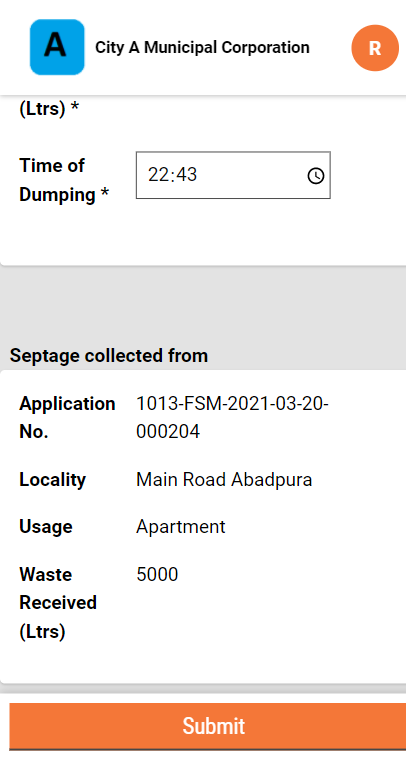 A City A Municipal Corporation R
(Ltrs) *
Time of
Dumping * 22:43
Septage collected from
Application 1013-FSM-2021-03-20-
No. 000204
Locality Main Road Abadpura
Usage Apartment
Waste 5000
Received
(Ltrs)
Submit